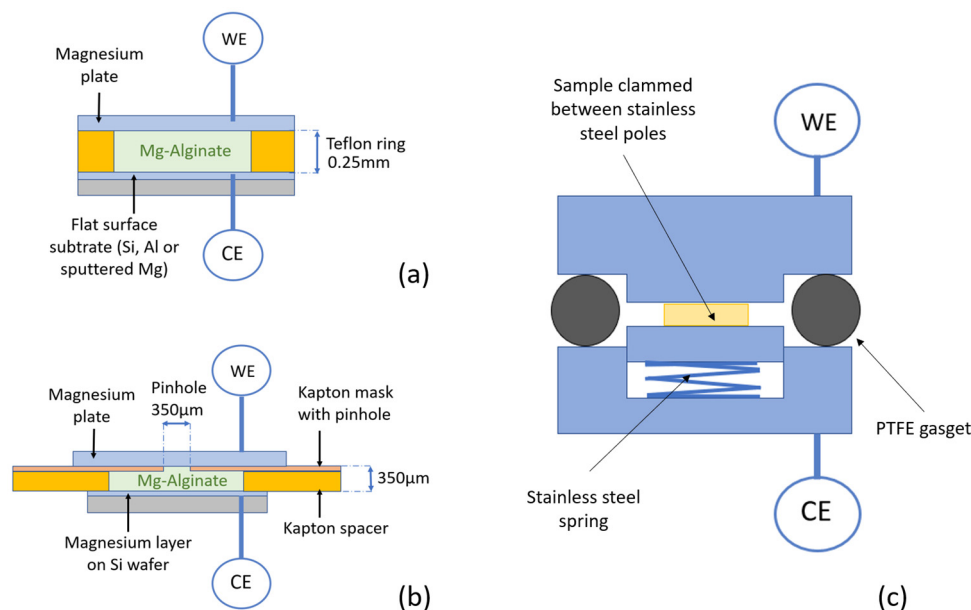 WE
Magnesium
plate
Mg-Alginate
Teflon ring
0.25mm
Flat surface
subtrate (Si, Al or
sputtered Mg)
CE
(a)
WE
Pinhole
350μm
Magnesium
plate
Kapton mask
with pinhole
Mg-Alginate
350μm
Magnesium layer
on Si wafer
Kapton spacer
CE
(b)
Sample clammed
between stainless
steel poles
WE
PTFE gasget
Stainless steel
spring
CE
(c)